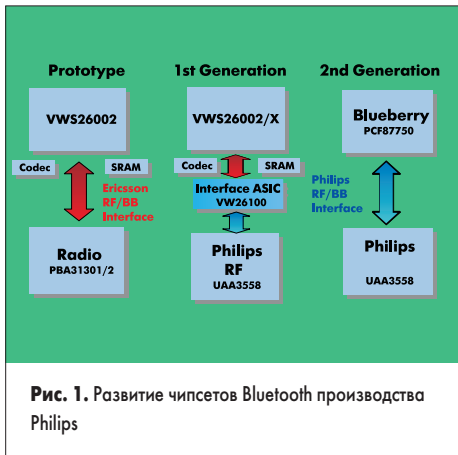 Prototype
1st Generation
2nd Generation
VWS26002
VWS26002/X
Blueberry
PCF87750
Codec
SRAM
Codec
SRAM
Ericsson
RF/BB
Interface
Interface ASIC
VW26100
Philips
RF/BB
Interface
Radio
PBA31301/2
Philips
RF
UAA3558
Philips
UAA3558
Рис. 1. Развитие чипсетов Bluetooth производства
Philips